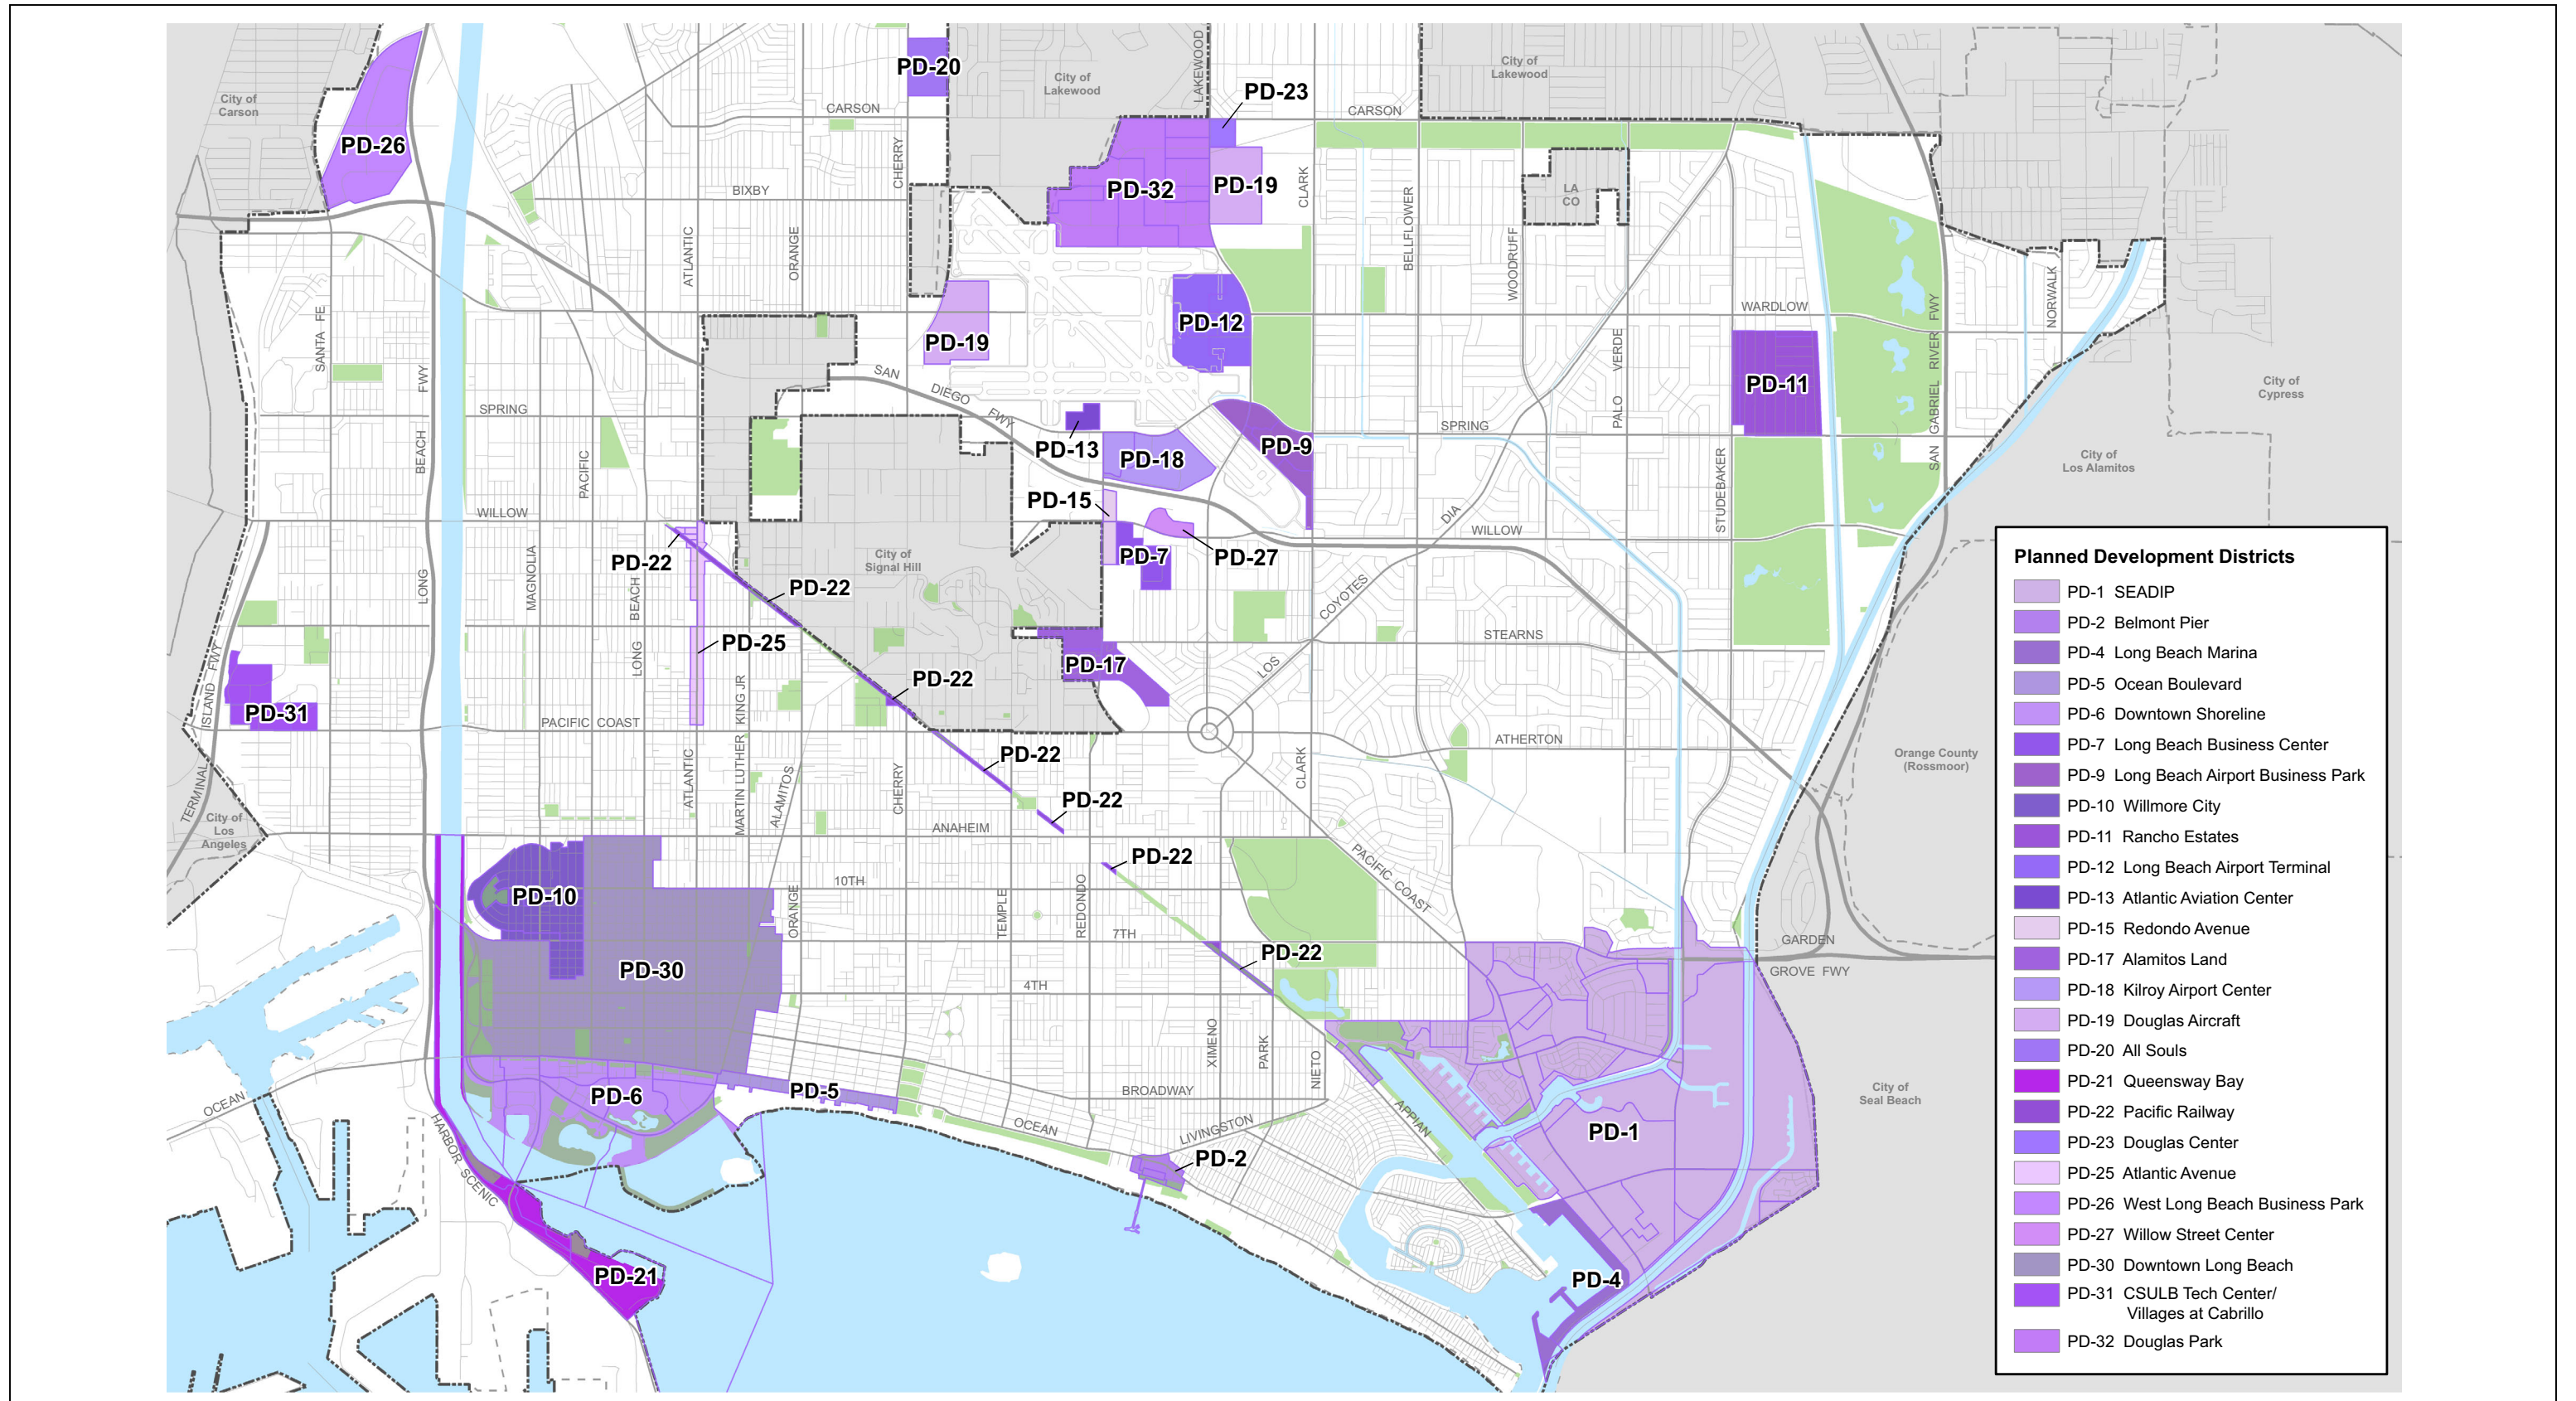 City of
Carson
PD-26
PD-20
CARSON
City of
Lakewood
LAKEWOOD
PD-23
CARSON
City of
Lakewood
PD-32
PD-19
CLARK
BELLFLOWER
LA
CO
CHERRY
BIXBY
ATLANTIC
ORANGE
WOODRUFF
SANTA FE
PD-19
PD-12
WARDLOW
PALO VERDE
PD-11
SAN GABRIEL RIVER FWY
NORWALK
City of
Cypress
SAN DIEGO FWY
LONG BEACH FWY
SPRING
PACIFIC
PD-13
PD-18
PD-9
SPRING
City of
Los Alamitos
STUDEBAKER
WILLOW
PD-15
PD-27
PD-7
WILLOW
LOS COYOTES DIA
PD-22
City of
Signal Hill
PD-22
MAGNOLIA
LONG BEACH
PD-25
STEARNS
PD-17
PD-22
TERMINAL ISLAND FWY
PD-31
PACIFIC COAST
MARTIN LUTHER KING JR
ATLANTIC
ALAMITOS
CHERRY
PD-22
ATHERTON
CLARK
Orange County
(Rossmoor)
PD-22
City of
Los
Angeles
ANAHEIM
PD-22
PACIFIC COAST
PD-10
10TH
ORANGE
TEMPLE
REDONDO
7TH
PD-22
GARDEN
GROVE FWY
PD-30
4TH
XIMENO
PARK
NIETO
OCEAN
PD-6
PD-5
BROADWAY
OCEAN
LIVINGSTON
APPIAN
PD-1
City of
Seal Beach
HARBOR SCENIC
PD-2
PD-21
PD-4
Planned Development Districts
PD-1 SEADIP
PD-2 Belmont Pier
PD-4 Long Beach Marina
PD-5 Ocean Boulevard
PD-6 Downtown Shoreline
PD-7 Long Beach Business Center
PD-9 Long Beach Airport Business Park
PD-10 Willmore City
PD-11 Rancho Estates
PD-12 Long Beach Airport Terminal
PD-13 Atlantic Aviation Center
PD-15 Redondo Avenue
PD-17 Alamitos Land
PD-18 Kilroy Airport Center
PD-19 Douglas Aircraft
PD-20 All Souls
PD-21 Queensway Bay
PD-22 Pacific Railway
PD-23 Douglas Center
PD-25 Atlantic Avenue
PD-26 West Long Beach Business Park
PD-27 Willow Street Center
PD-30 Downtown Long Beach
PD-31 CSULB Tech Center/
Villages at Cabrillo
PD-32 Douglas Park